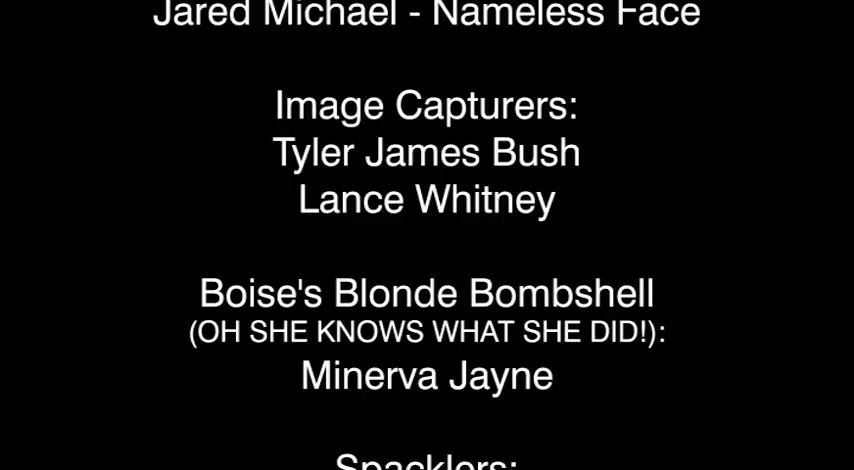 Jared Michael - Nameless Face
Image Capturers:
Tyler James Bush
Lance Whitney
Boise's Blonde Bombshell
(OH SHE KNOWS WHAT SHE DID!):
Minerva Jayne
Spacklers: